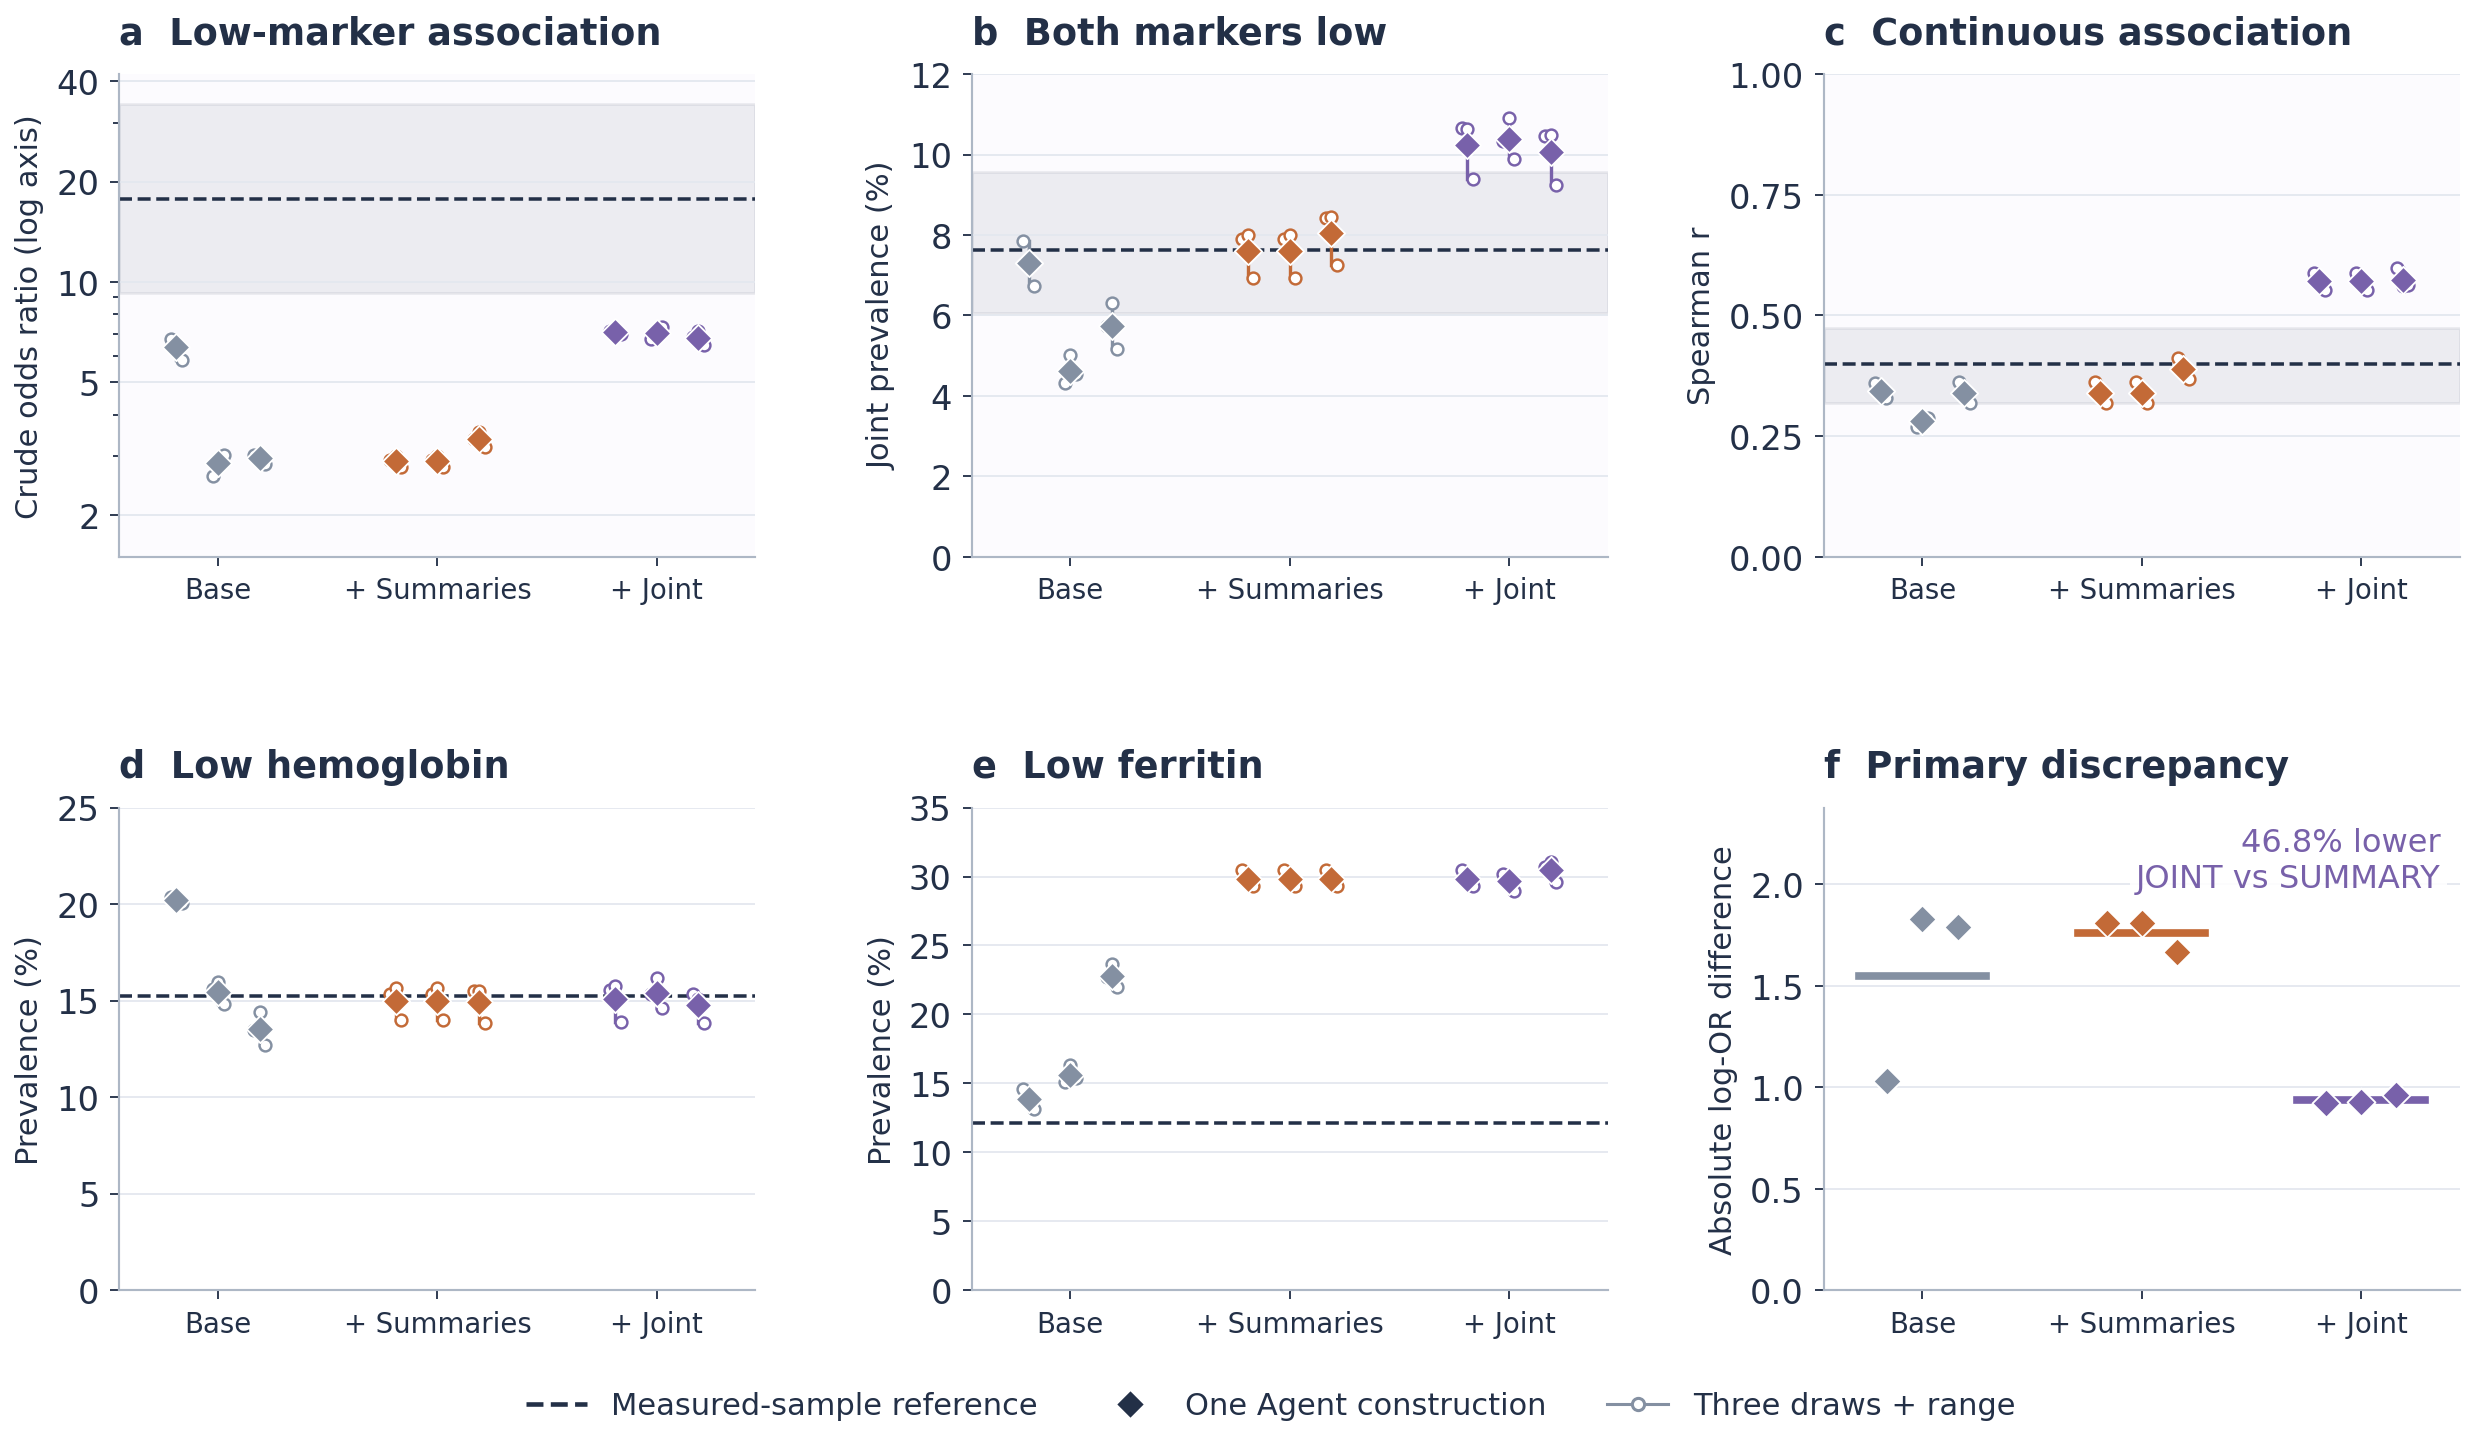 a Low-marker association
Crude odds ratio (log axis)
40
20
10
5
2
Base
+ Summaries
+ Joint
b Both markers low
Joint prevalence (%)
12
10
8
6
4
2
0
Base
+ Summaries
+ Joint
c Continuous association
Spearman r
1.00
0.75
0.50
0.25
0.00
Base
+ Summaries
+ Joint
d Low hemoglobin
Prevalence (%)
25
20
15
10
5
0
Base
+ Summaries
+ Joint
e Low ferritin
Prevalence (%)
35
30
25
20
15
10
5
0
Base
+ Summaries
+ Joint
f Primary discrepancy
Absolute log-OR difference
46.8% lower
JOINT vs SUMMARY
2.0
1.5
1.0
0.5
0.0
Base
+ Summaries
+ Joint
Measured-sample reference
One Agent construction
Three draws + range